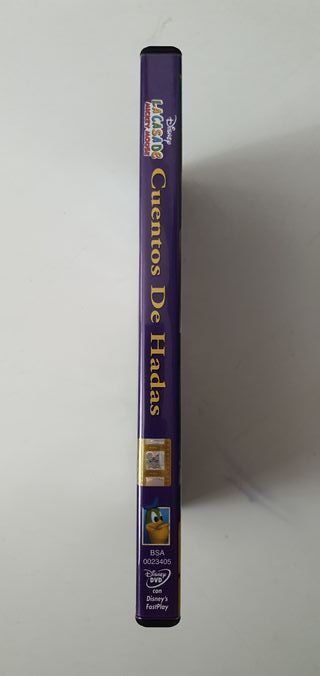 Disney
LA CASA DE
MICKEY MOUSE
Cuentos De Hadas
BSA
0023405
Disney
DVD
con
Disney's
FastPlay